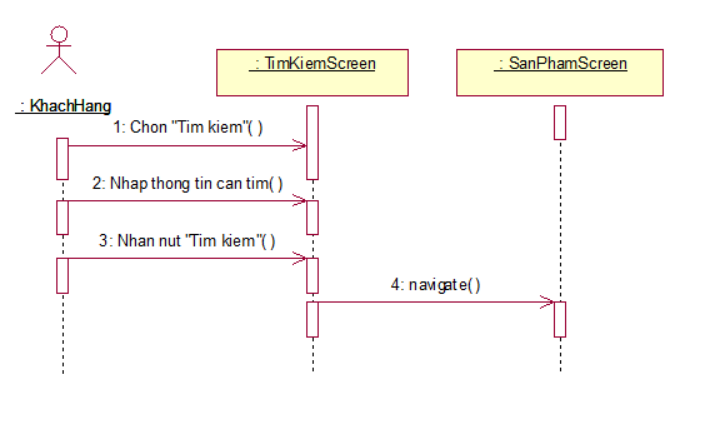 : TimKiemScreen
: SanPhamScreen
: KhachHang
1: Chon "Tim kiem"( )
2: Nhap thong tin can tim( )
3: Nhan nut "Tim kiem"( )
4: navigate( )